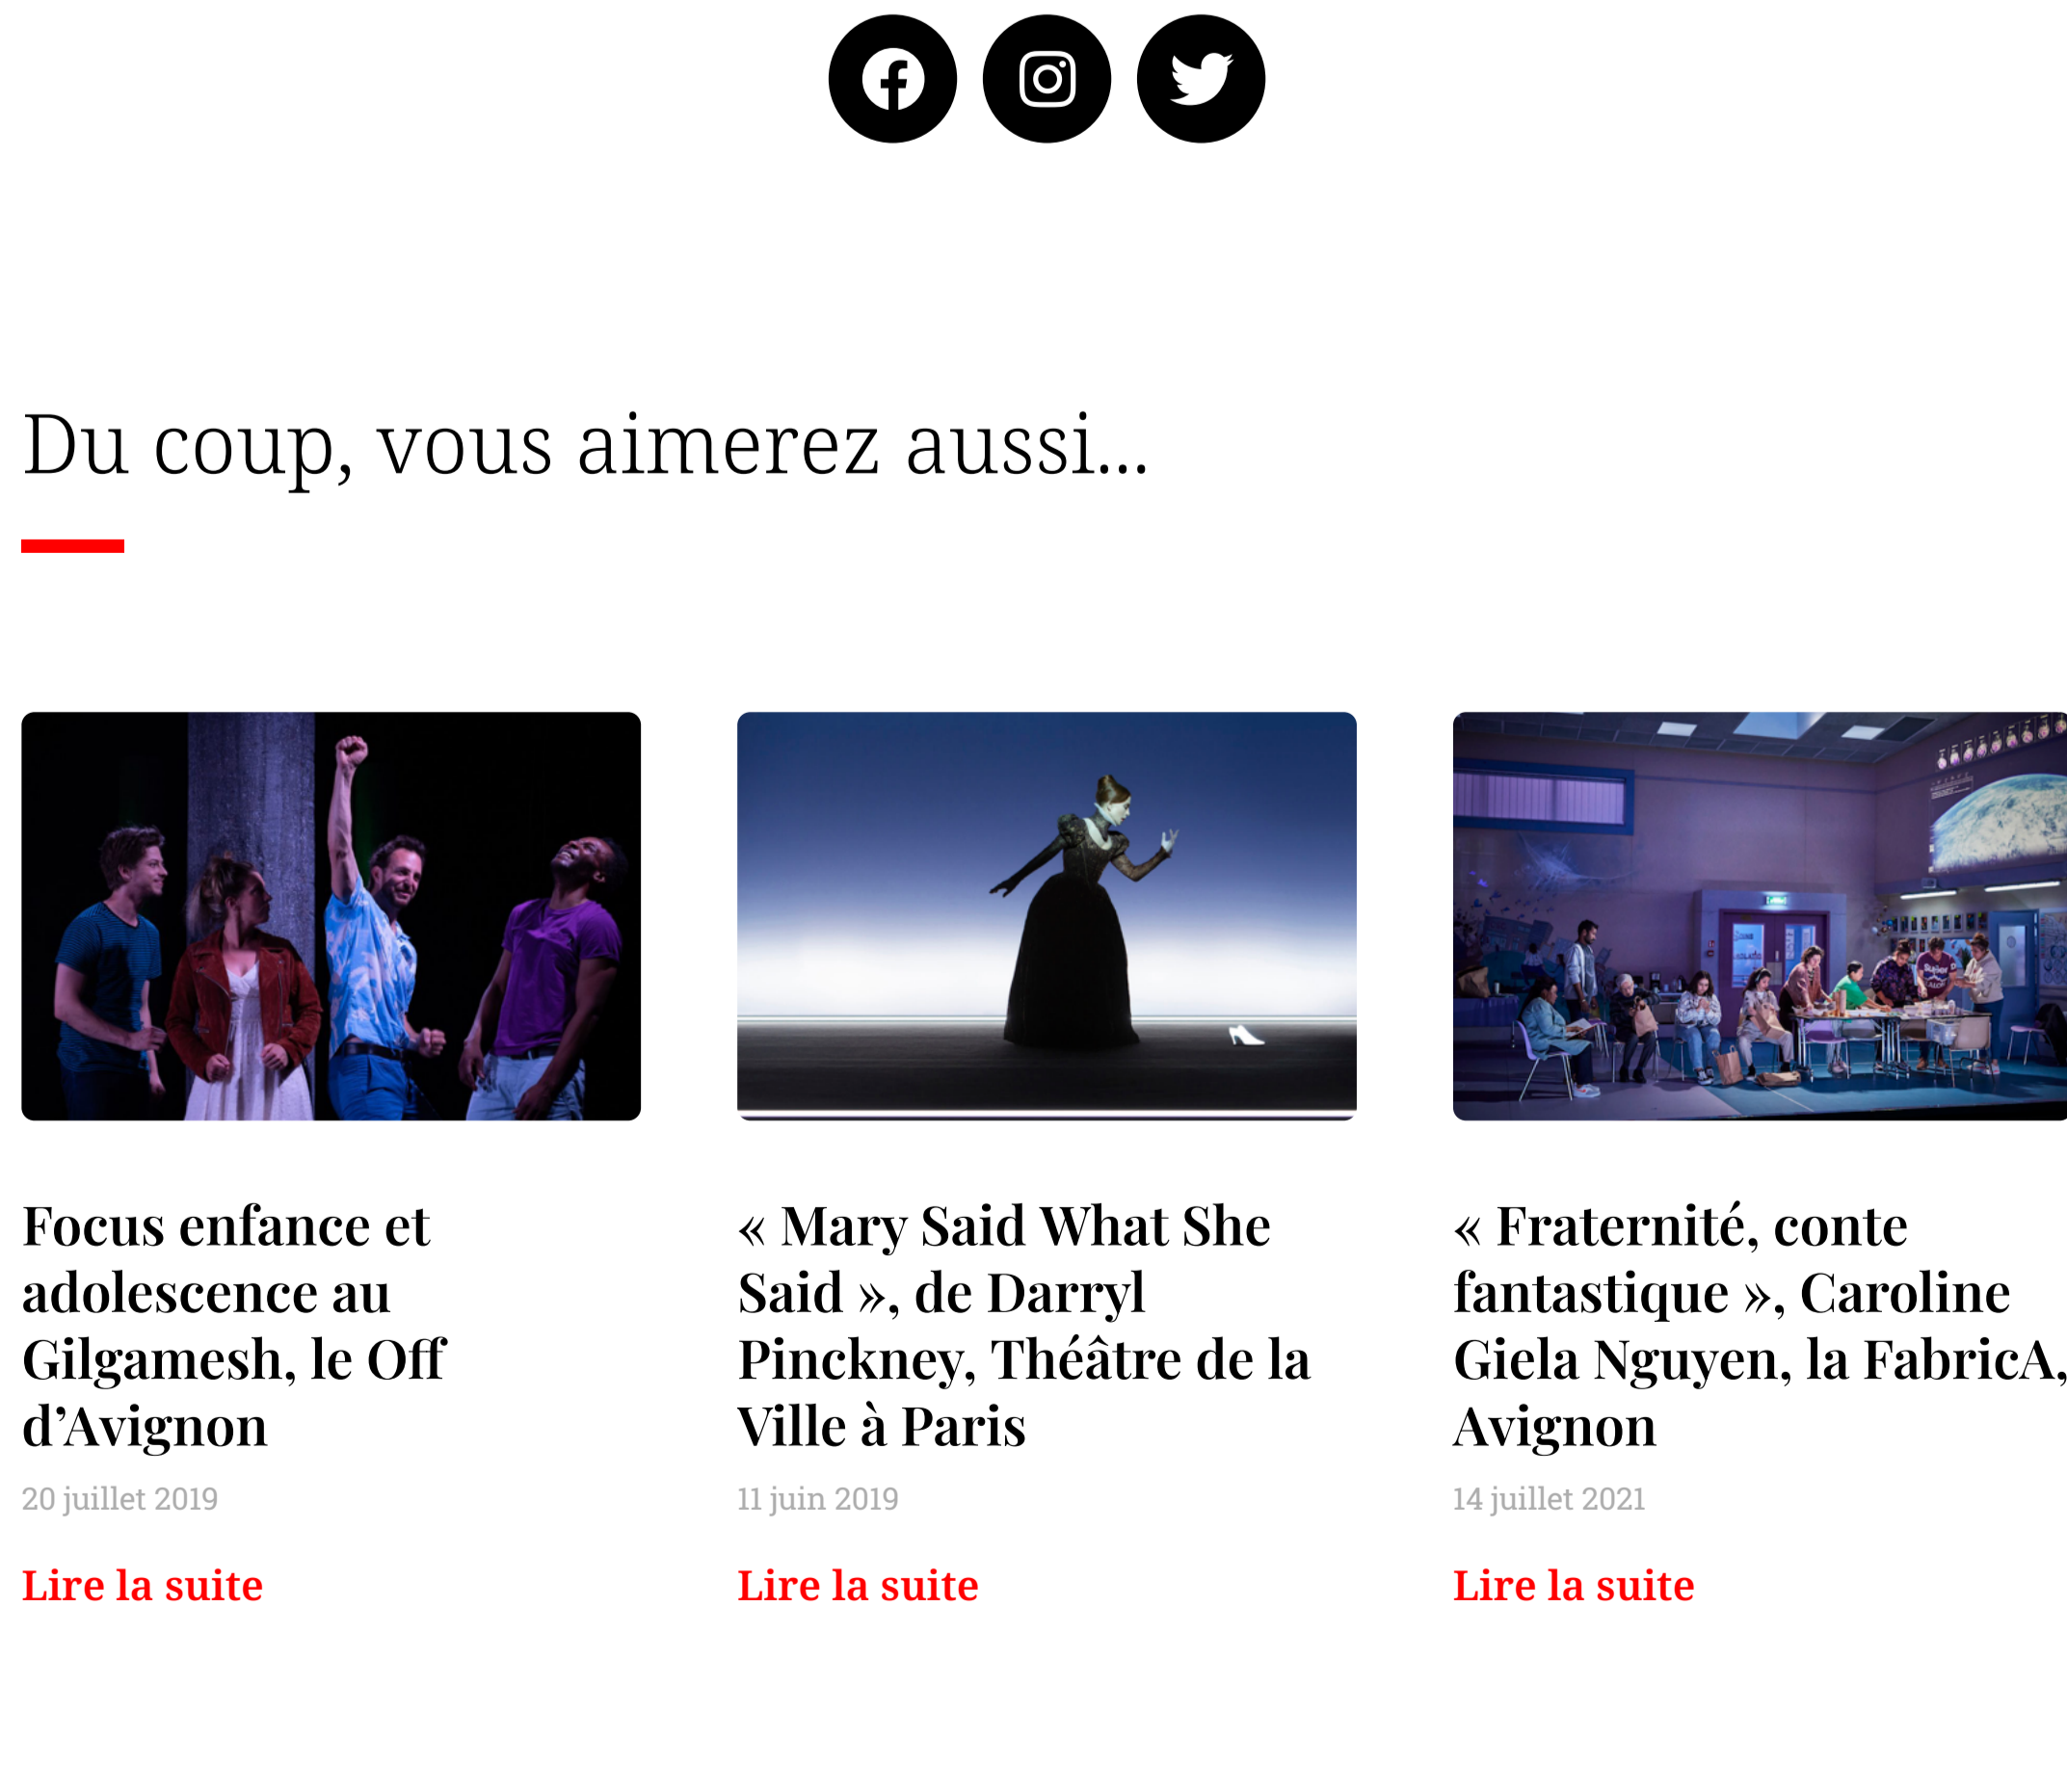 Du coup, vous aimerez aussi...
Focus enfance et
adolescence au
Gilgamesh, le Off
d’Avignon
20 juillet 2019
Lire la suite
« Mary Said What She
Said », de Darryl
Pinckney, Théâtre de la
Ville à Paris
11 juin 2019
Lire la suite
« Fraternité, conte
fantastique », Caroline
Giela Nguyen, la FabricA,
Avignon
14 juillet 2021
Lire la suite